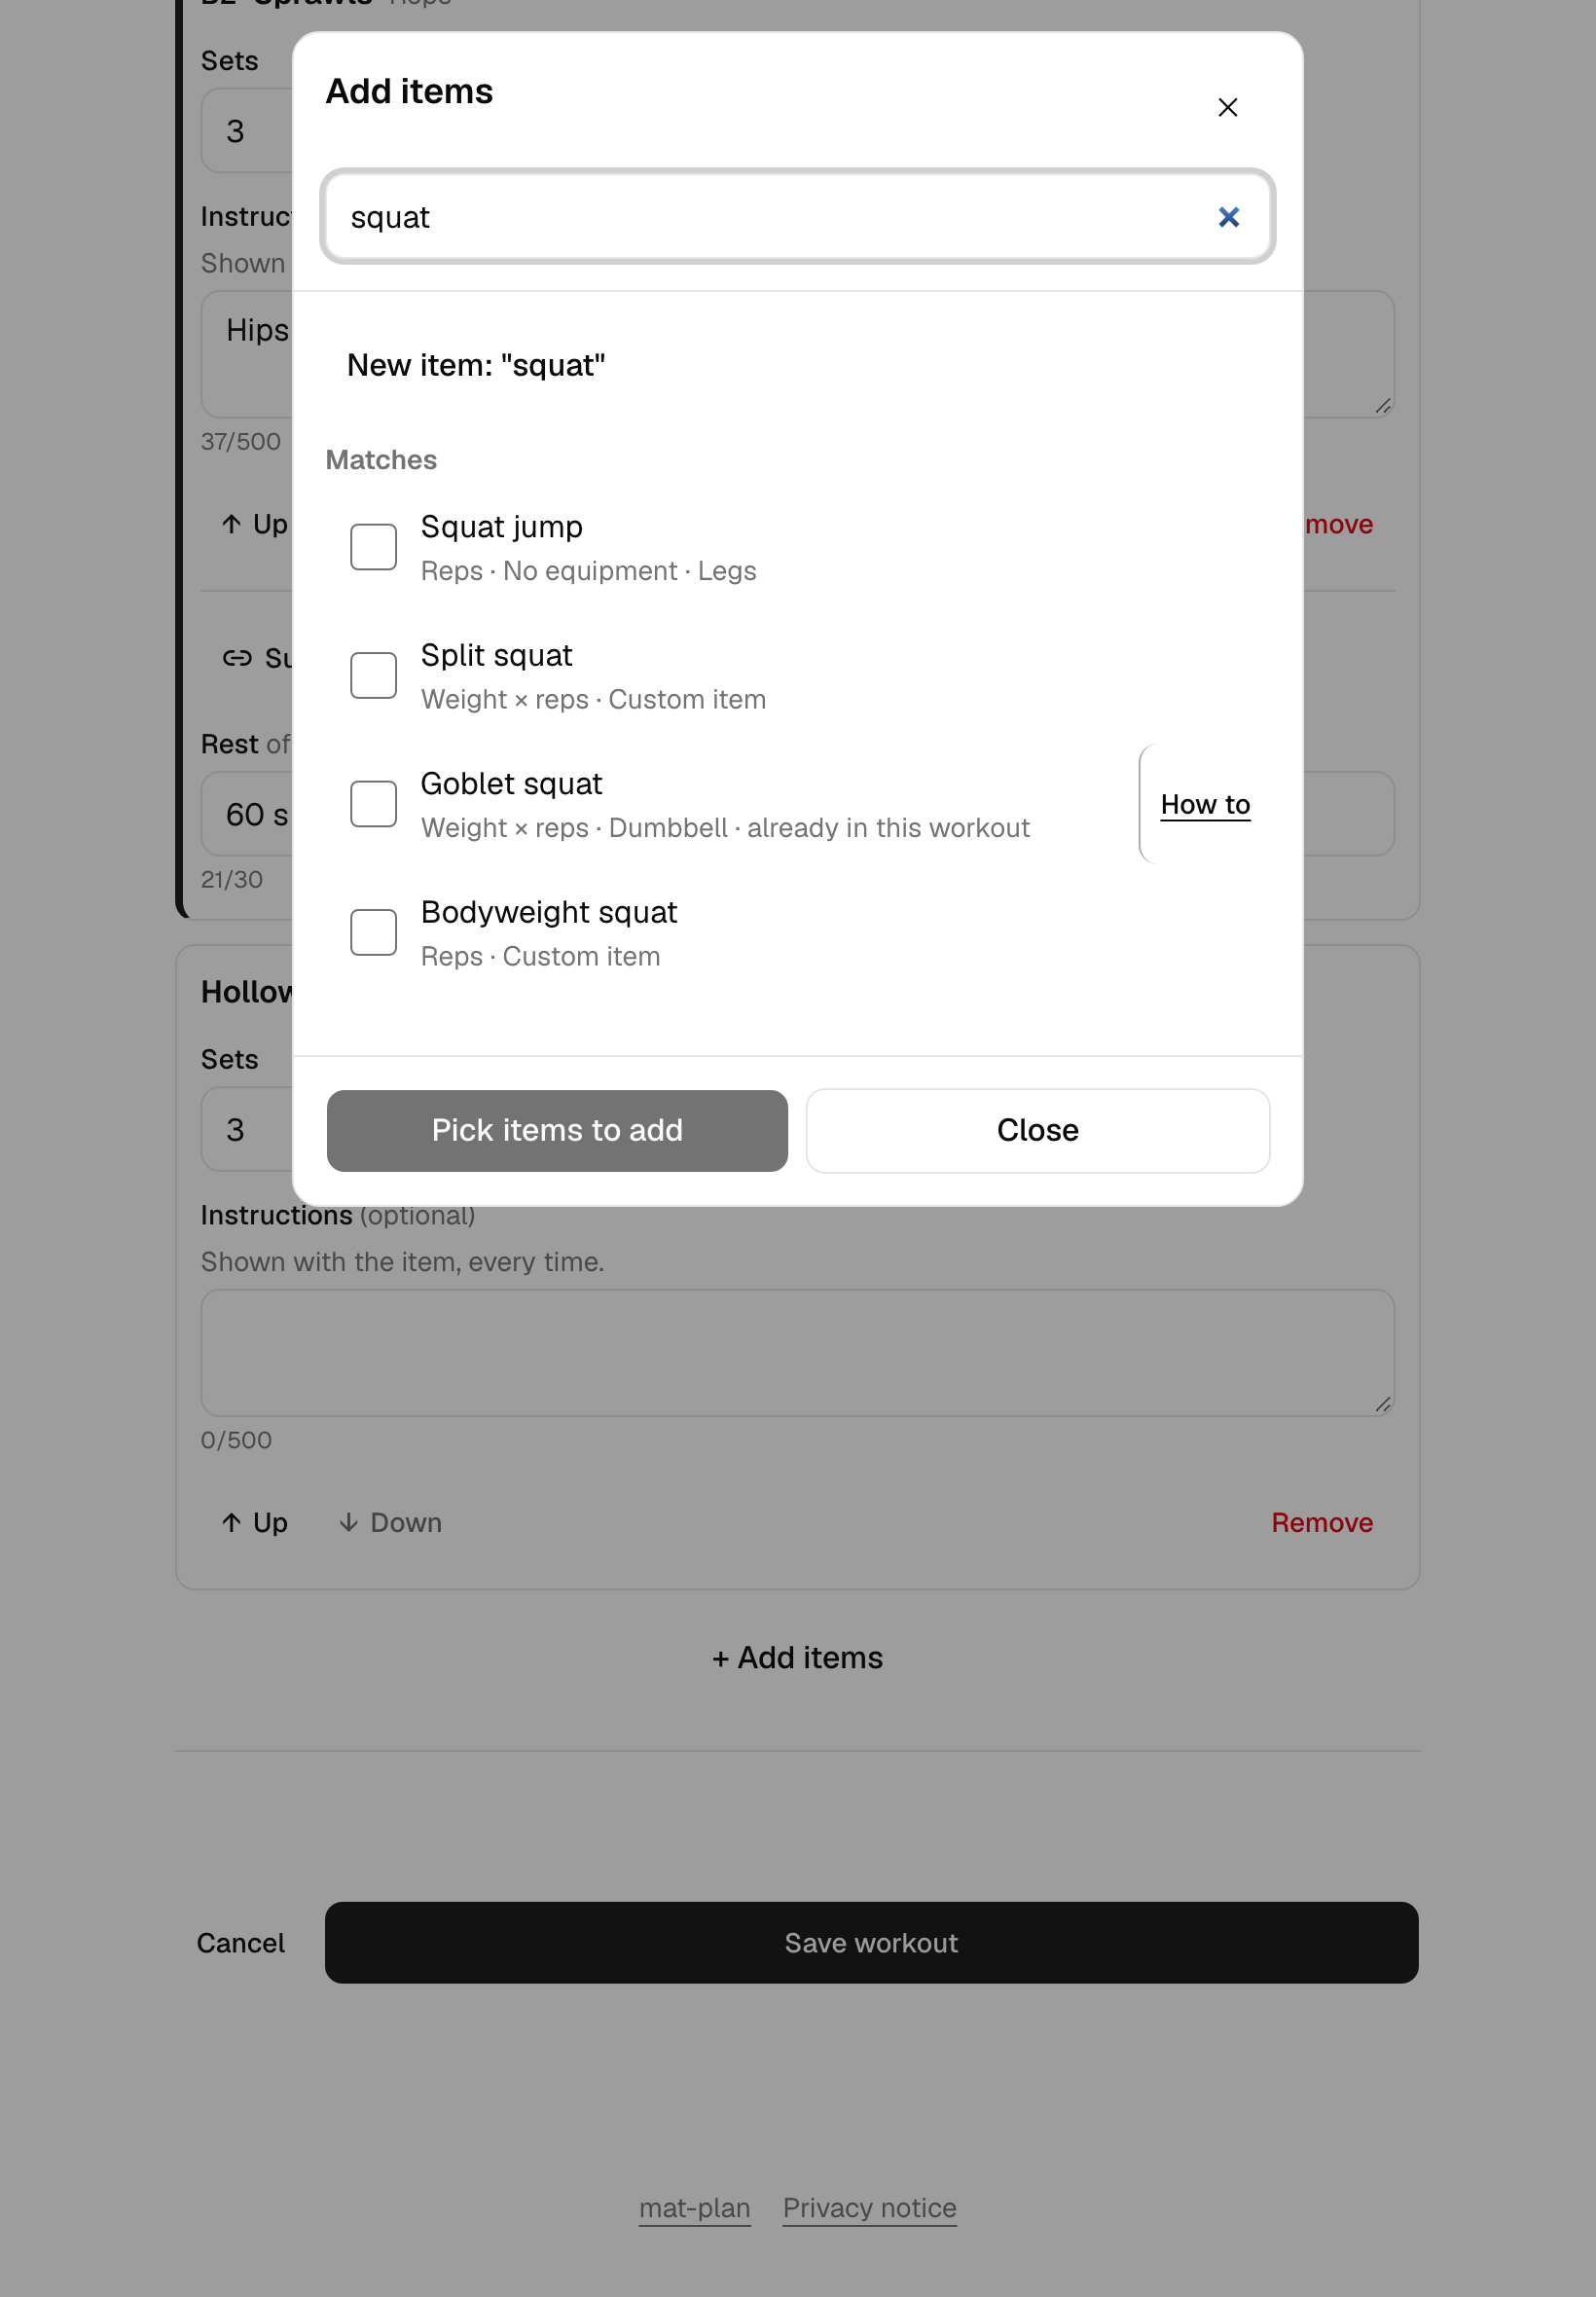 B2 Sprawls Reps
Add items
Sets
3
squat
Instruc
Shown
Hips
New item: "squat"
37/500
Matches
Squat jump
Reps · No equipment · Legs
↑ Up
move
Split squat
Weight × reps · Custom item
Su
Rest of
Goblet squat
Weight × reps · Dumbbell · already in this workout
How to
60 s
21/30
Bodyweight squat
Reps · Custom item
Hollow
Sets
3
Pick items to add
Close
Instructions (optional)
Shown with the item, every time.
0/500
↑ Up
↓ Down
Remove
+ Add items
Cancel
Save workout
mat-plan
Privacy notice